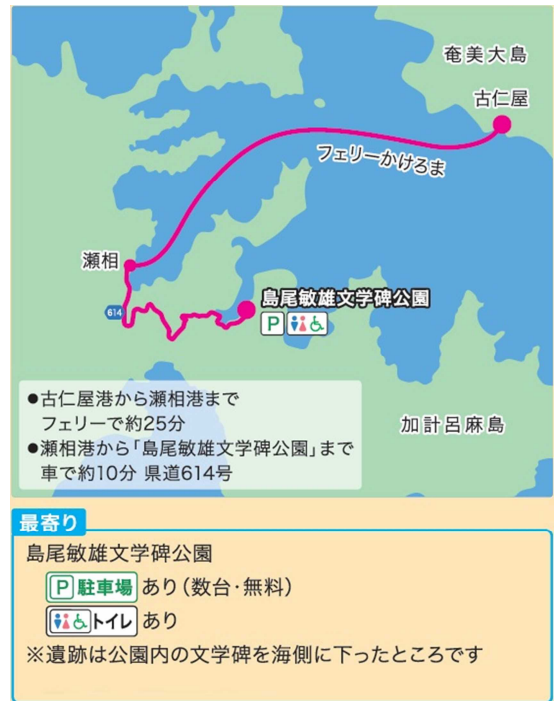 奄美大島
古仁屋
フェリーかけろま
瀬相
614
島尾敏雄文学碑公園
P
加計呂麻島
●古仁屋港から瀬相港まで
フェリーで約25分
●瀬相港から「島尾敏雄文学碑公園」まで
車で約10分 県道614号
最寄り
島尾敏雄文学碑公園
P 駐車場 あり（数台・無料）
トイレ あり
※遺跡は公園内の文学碑を海側に下ったところです